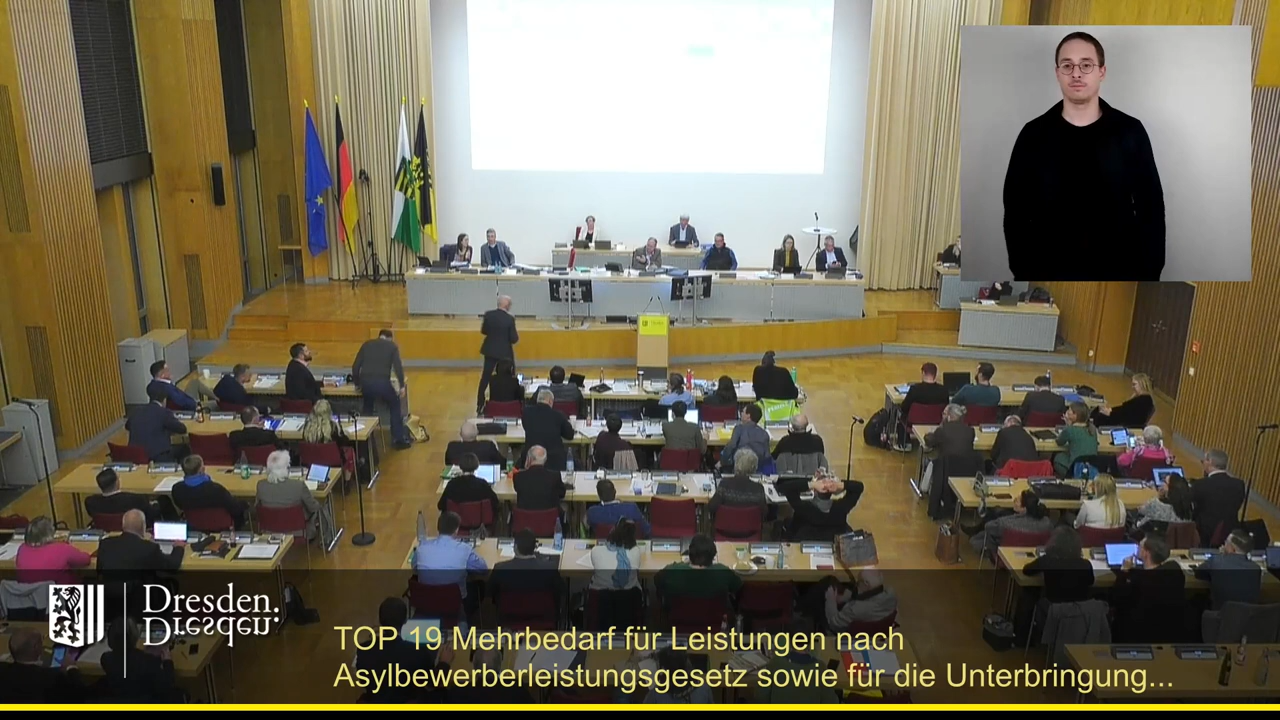 Dresden.
Dresden.
TOP 19 Mehrbedarf für Leistungen nach
Asylbewerberleistungsgesetz sowie für die Unterbringung...